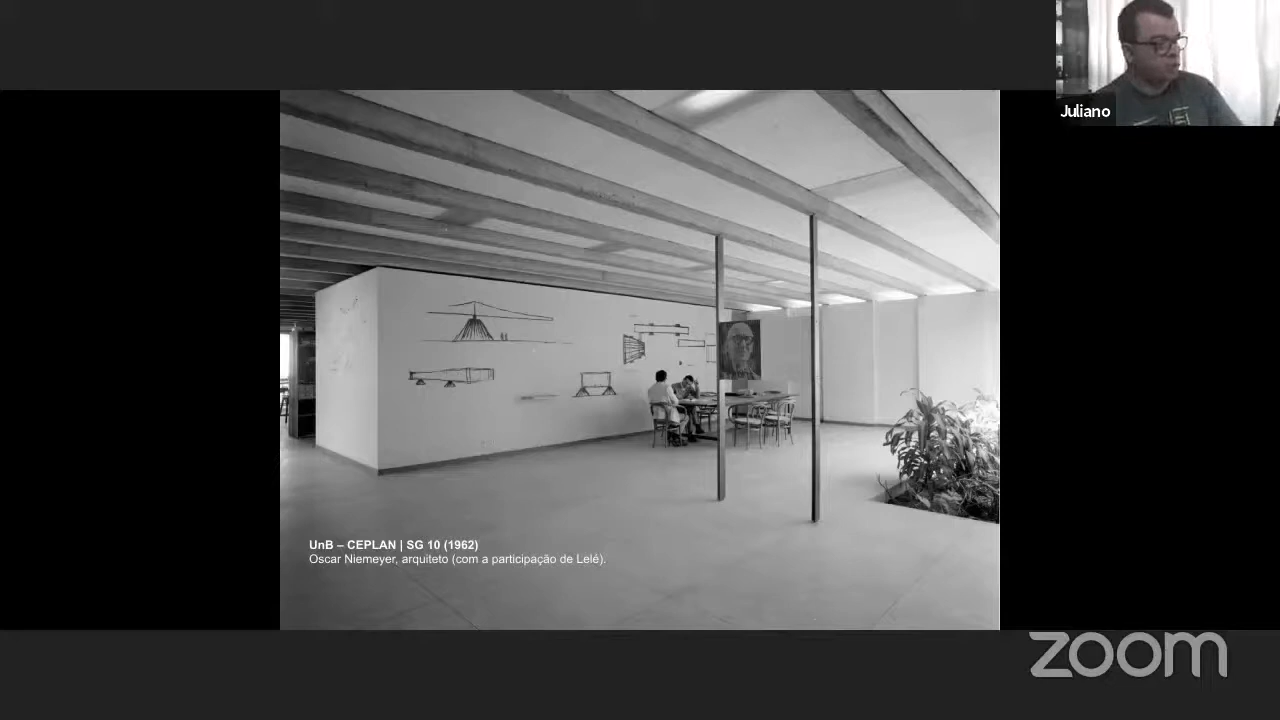 Juliano
UnB – CEPLAN | SG 10 (1962)
Oscar Niemeyer, arquiteto (com a participação de Lelé).
zoom